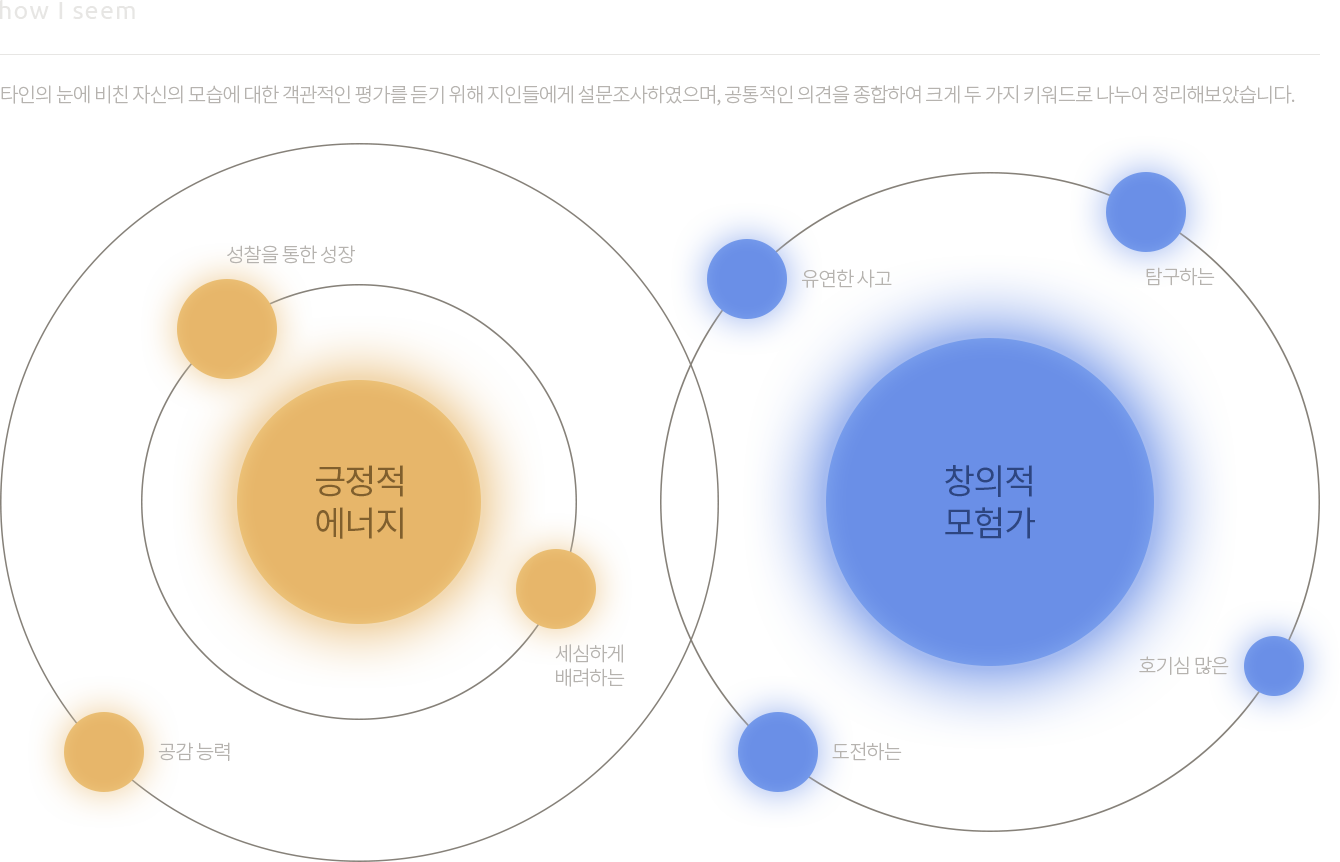 how I seem
타인의 눈에 비친 자신의 모습에 대한 객관적인 평가를 듣기 위해 지인들에게 설문조사하였으며, 공통적인 의견을 종합하여 크게 두 가지 키워드로 나누어 정리해보았습니다.
성찰을 통한 성장
긍정적
에너지
세심하게
배려하는
공감 능력
유연한 사고
탐구하는
창의적
모험가
호기심 많은
도전하는